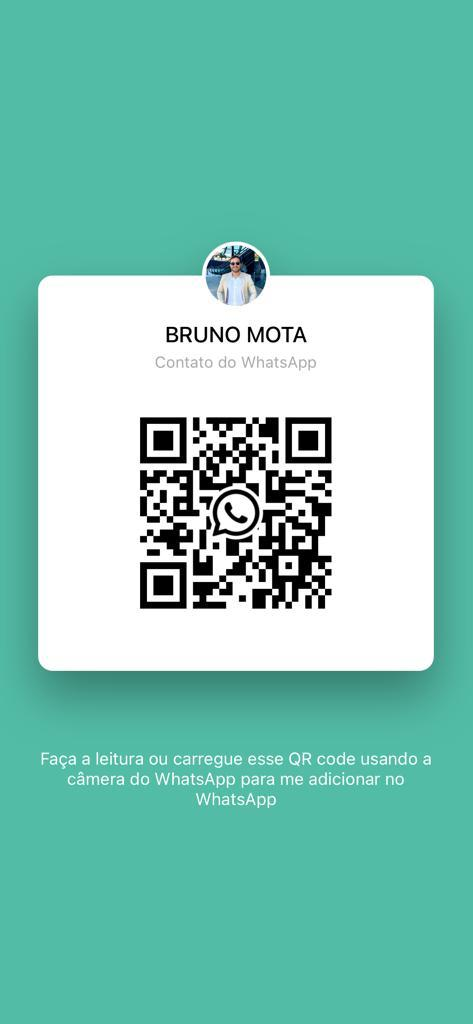 BRUNO MOTA
Contato do WhatsApp
Faça a leitura ou carregue esse QR code usando a
câmera do WhatsApp para me adicionar no
WhatsApp